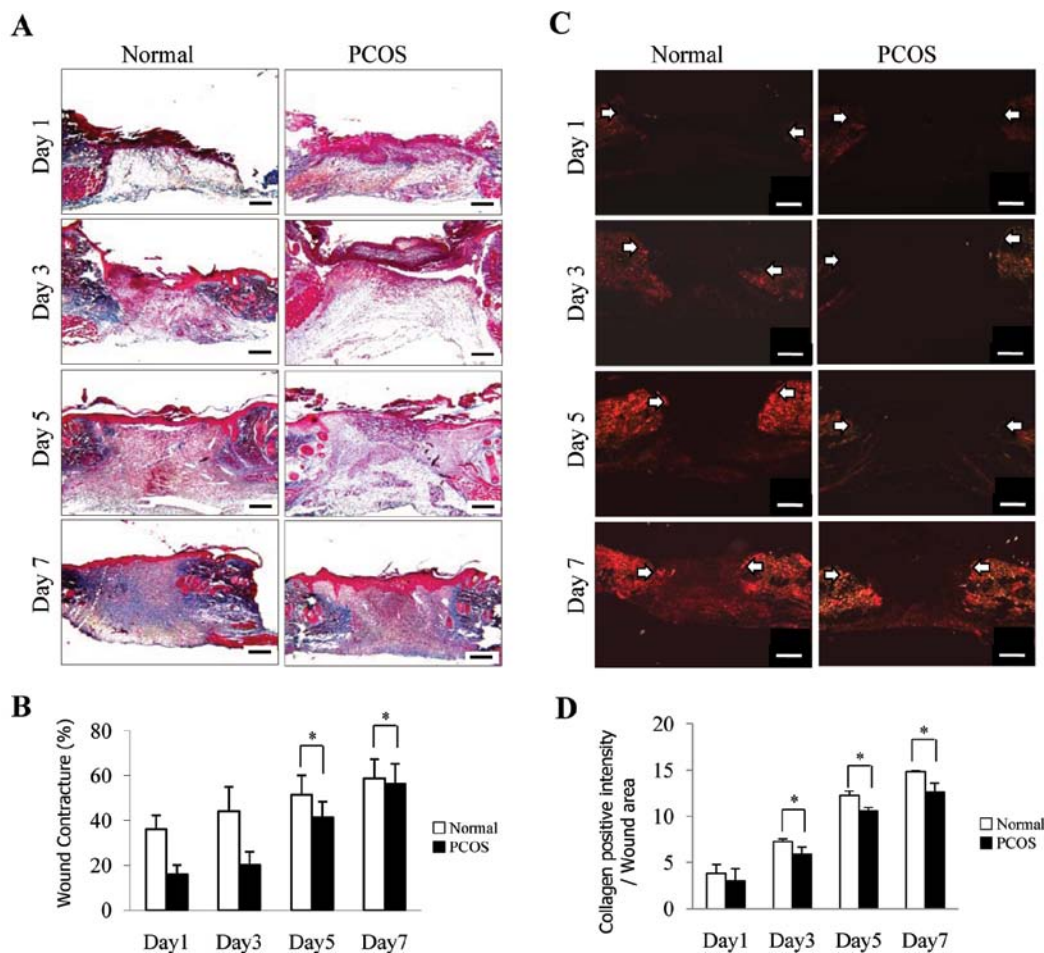 A
Normal
PCOS
Day 1
Day 3
Day 5
Day 7
B
Wound Contracture (%)
80
60
40
20
0
*
*
Normal
PCOS
Day1
Day3
Day5
Day7
C
Normal
PCOS
Day 1
Day 3
Day 5
Day 7
D
Collagen positive intensity
/ Wound area
20
15
10
5
0
*
*
*
Normal
PCOS
Day1
Day3
Day5
Day7